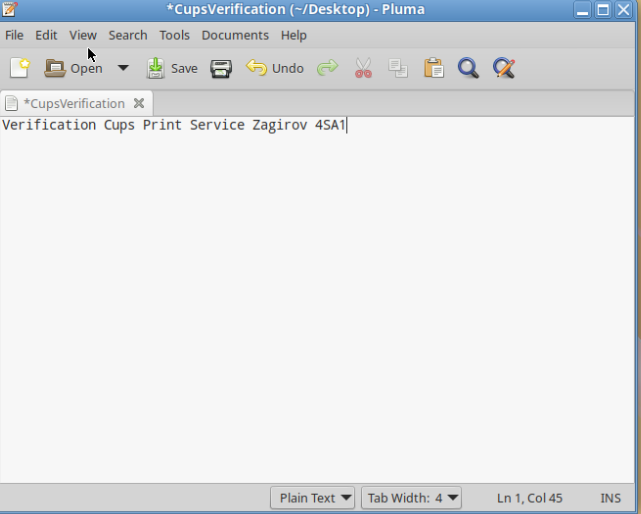 *CupsVerification (~/Desktop) - Pluma
File Edit View Search Tools Documents Help
Open Save Undo
*CupsVerification
Verification Cups Print Service Zagirov 4SA1
Plain Text Tab Width: 4 Ln 1, Col 45 INS